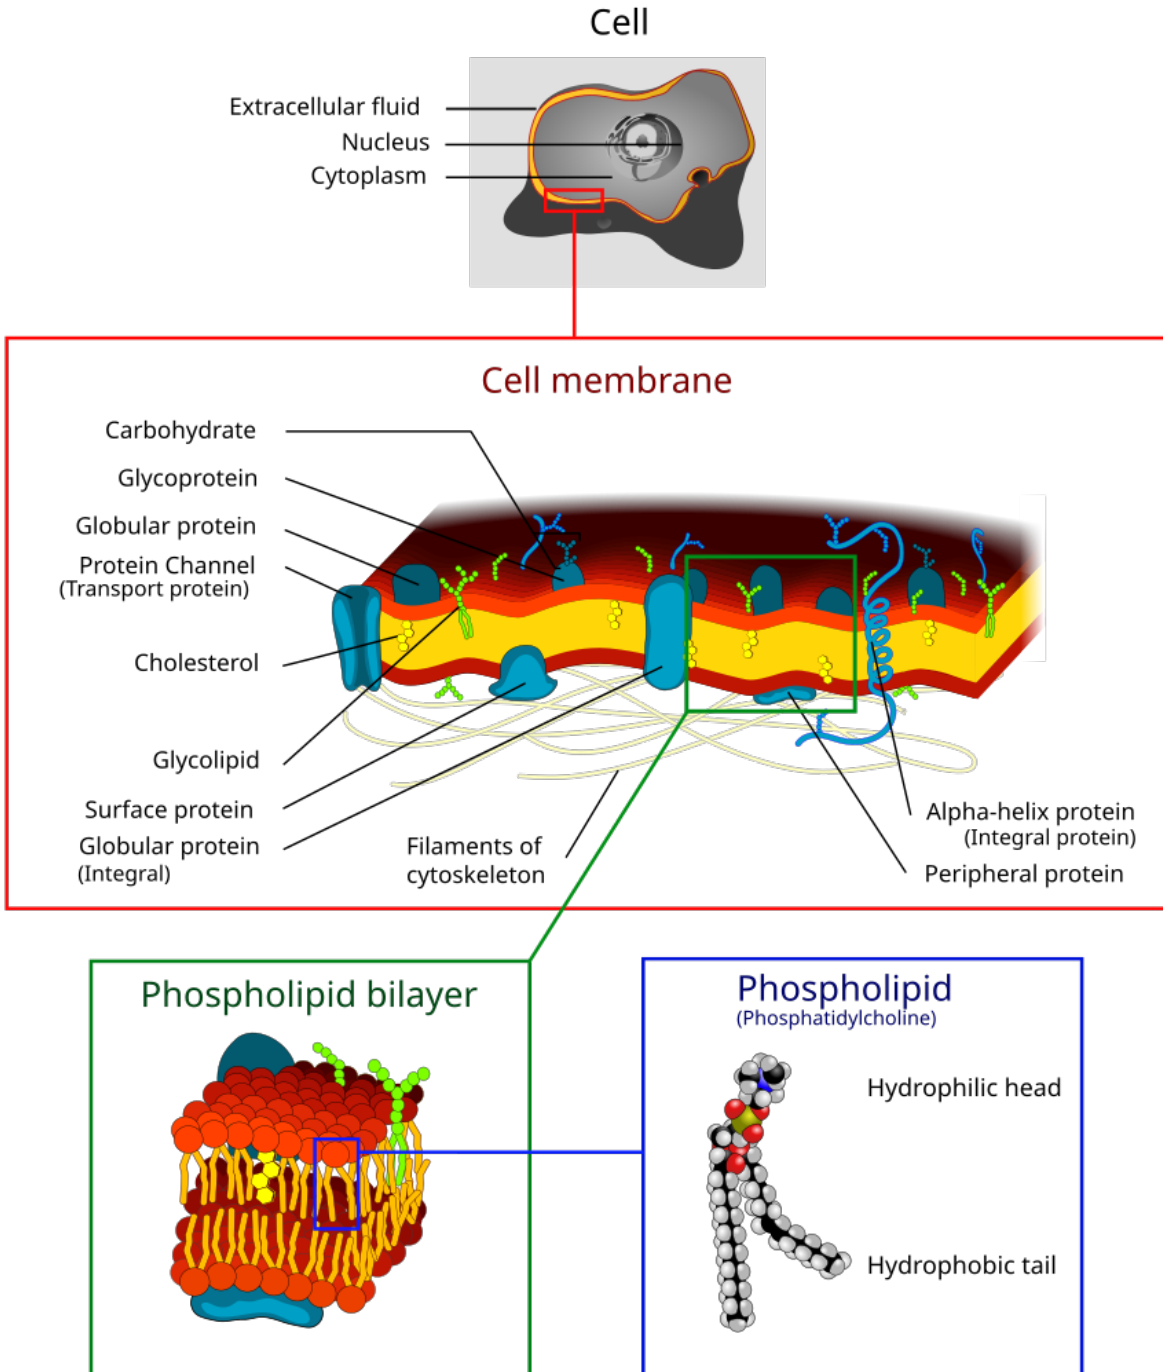 Cell
Extracellular fluid
Nucleus
Cytoplasm
Cell membrane
Carbohydrate
Glycoprotein
Globular protein
Protein Channel
(Transport protein)
Cholesterol
Glycolipid
Surface protein
Globular protein
(Integral)
Filaments of
cytoskeleton
Alpha-helix protein
(Integral protein)
Peripheral protein
Phospholipid bilayer
Phospholipid
(Phosphatidylcholine)
Hydrophilic head
Hydrophobic tail